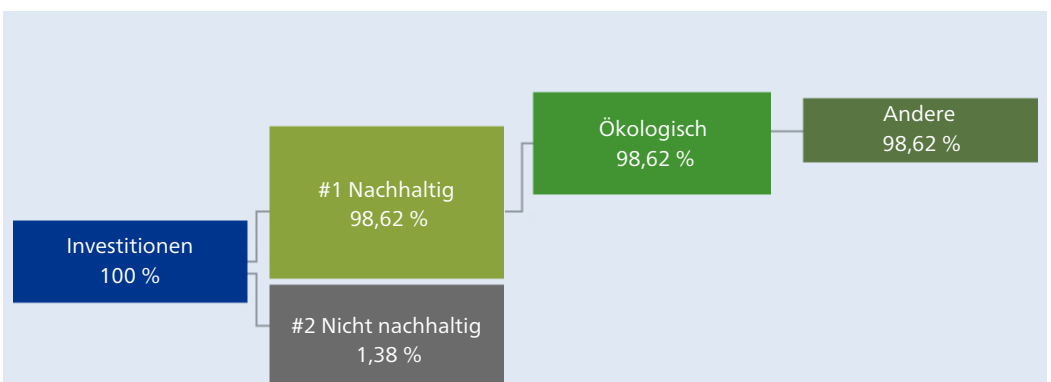 Investitionen
100 %
#1 Nachhaltig
98,62 %
#2 Nicht nachhaltig
1,38 %
Ökologisch
98,62 %
Andere
98,62 %